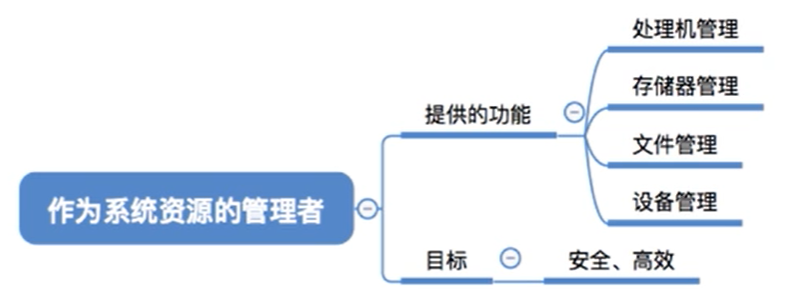 作为系统资源的管理者
提供的功能
处理机管理
存储器管理
文件管理
设备管理
目标
安全、高效